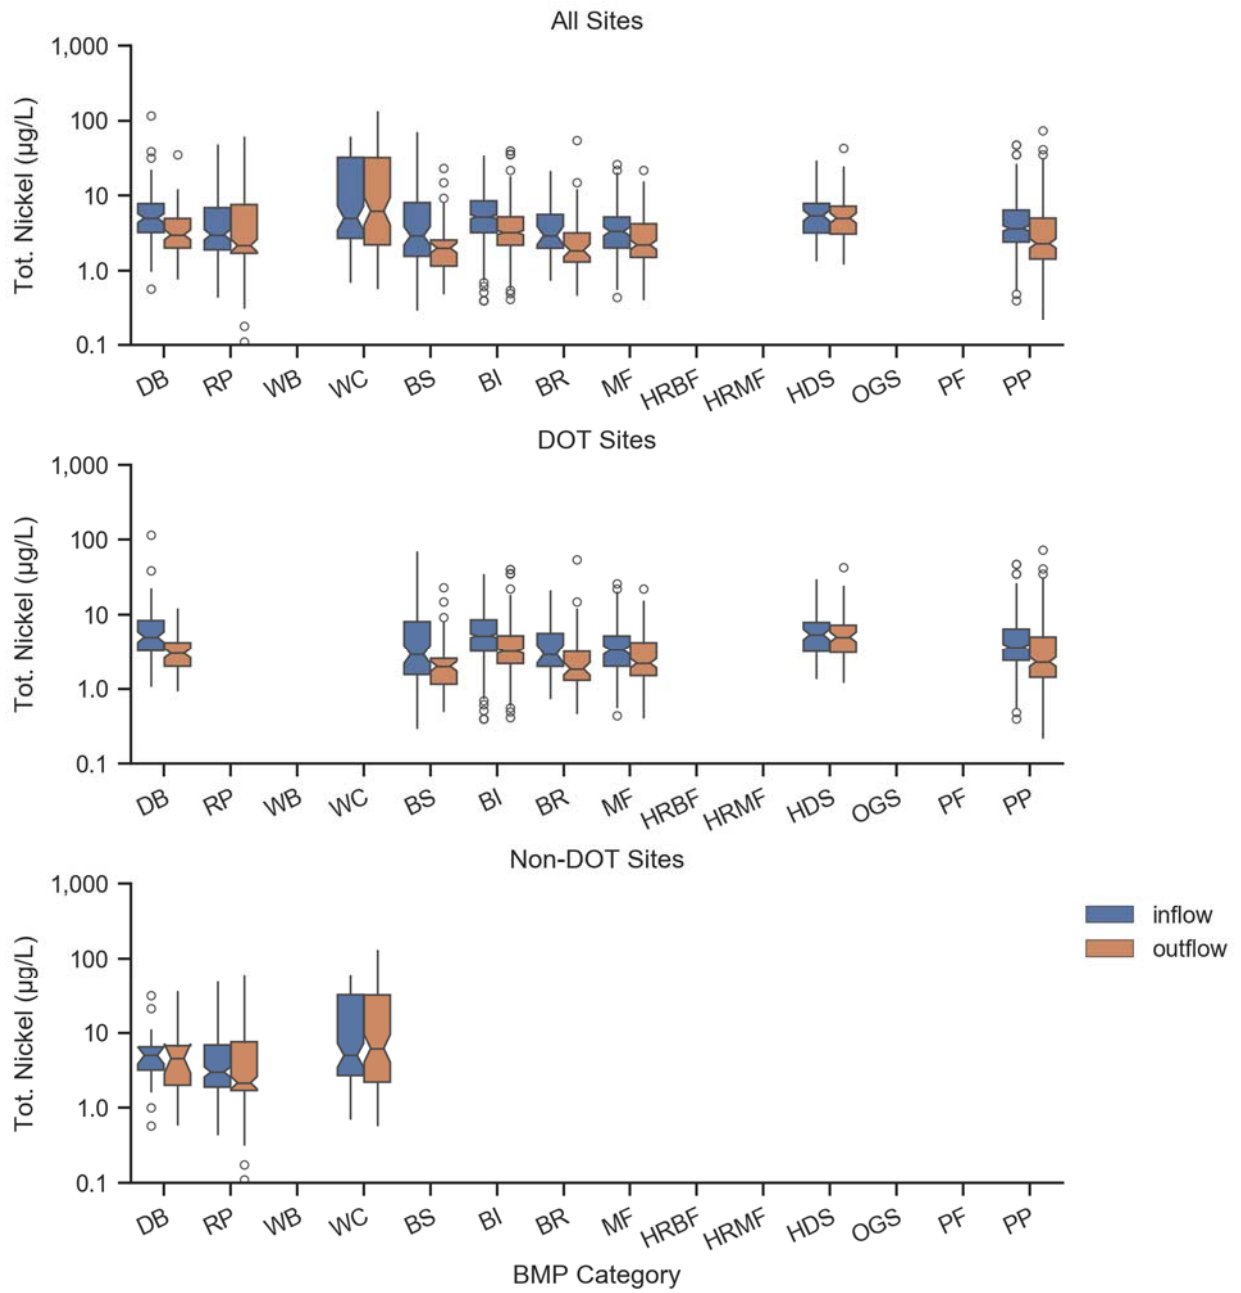 All Sites
1,000
100
10
1.0
0.1
Tot. Nickel (µg/L)
DB RP WB WC BS BI BR MF HRBF HRMF HDS OGS PF PP
DOT Sites
1,000
100
10
1.0
0.1
Tot. Nickel (µg/L)
DB RP WB WC BS BI BR MF HRBF HRMF HDS OGS PF PP
Non-DOT Sites
1,000
100
10
1.0
0.1
Tot. Nickel (µg/L)
inflow
outflow
DB RP WB WC BS BI BR MF HRBF HRMF HDS OGS PF PP
BMP Category